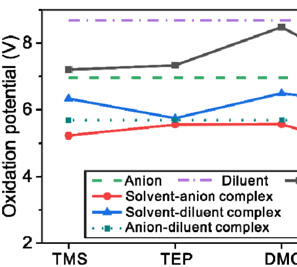 Oxidation potential (V)
8
6
4
2
Anion Diluent
Solvent-anion complex
Solvent-diluent complex
Anion-diluent complex
TMS TEP DMC